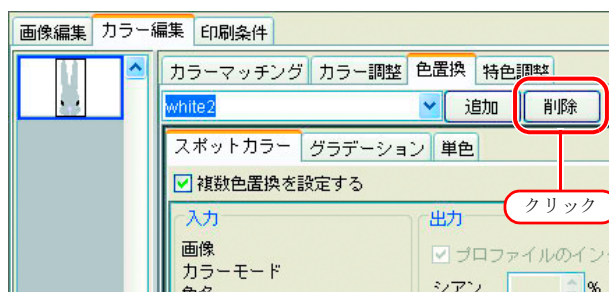 画像編集 カラー編集 印刷条件
カラーマッチング カラー調整 色置換 特色調整
white2 追加 削除
スポットカラー グラデーション 単色
複数色置換を設定する
クリック
入力 出力
画像 プロファイルのイン
カラーモード
シアン %